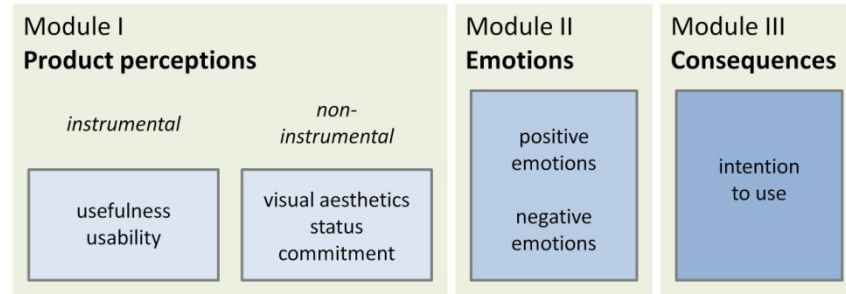 Module I
Product perceptions
instrumental
non-
instrumental
usefulness
usability
visual aesthetics
status
commitment
Module II
Emotions
positive
emotions
negative
emotions
Module III
Consequences
intention
to use